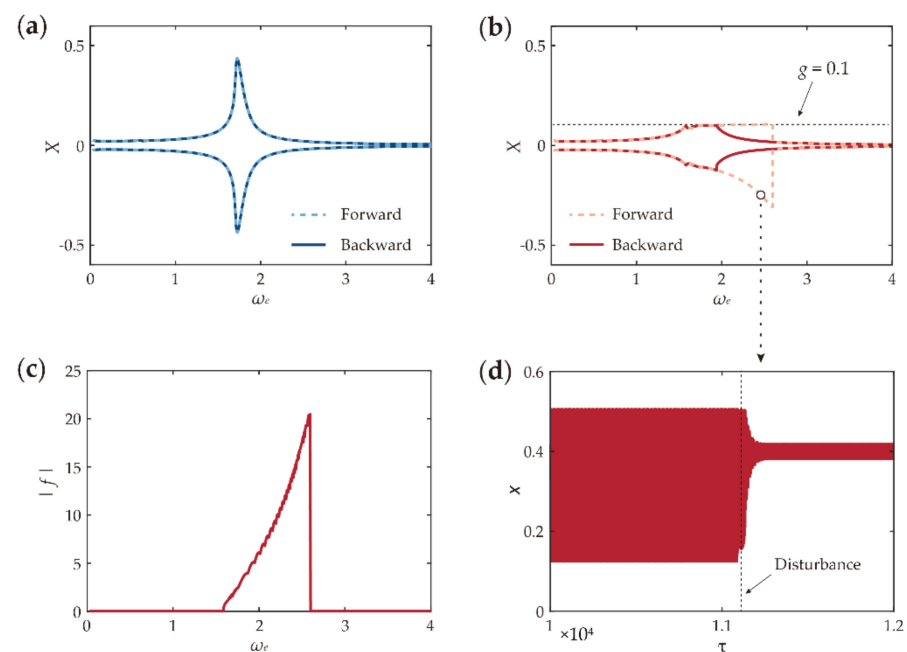 (a)
0.5
0
-0.5
X
Forward
Backward
0 1 2 3 4
ωe
(b)
0.5
0
-0.5
X
g = 0.1
Forward
Backward
0 1 2 3 4
ωe
(c)
25
20
15
10
5
0
| f |
0 1 2 3 4
ωe
(d)
0.6
0.4
0.2
0
x
Disturbance
1 1.1 1.2
×10⁴
τ